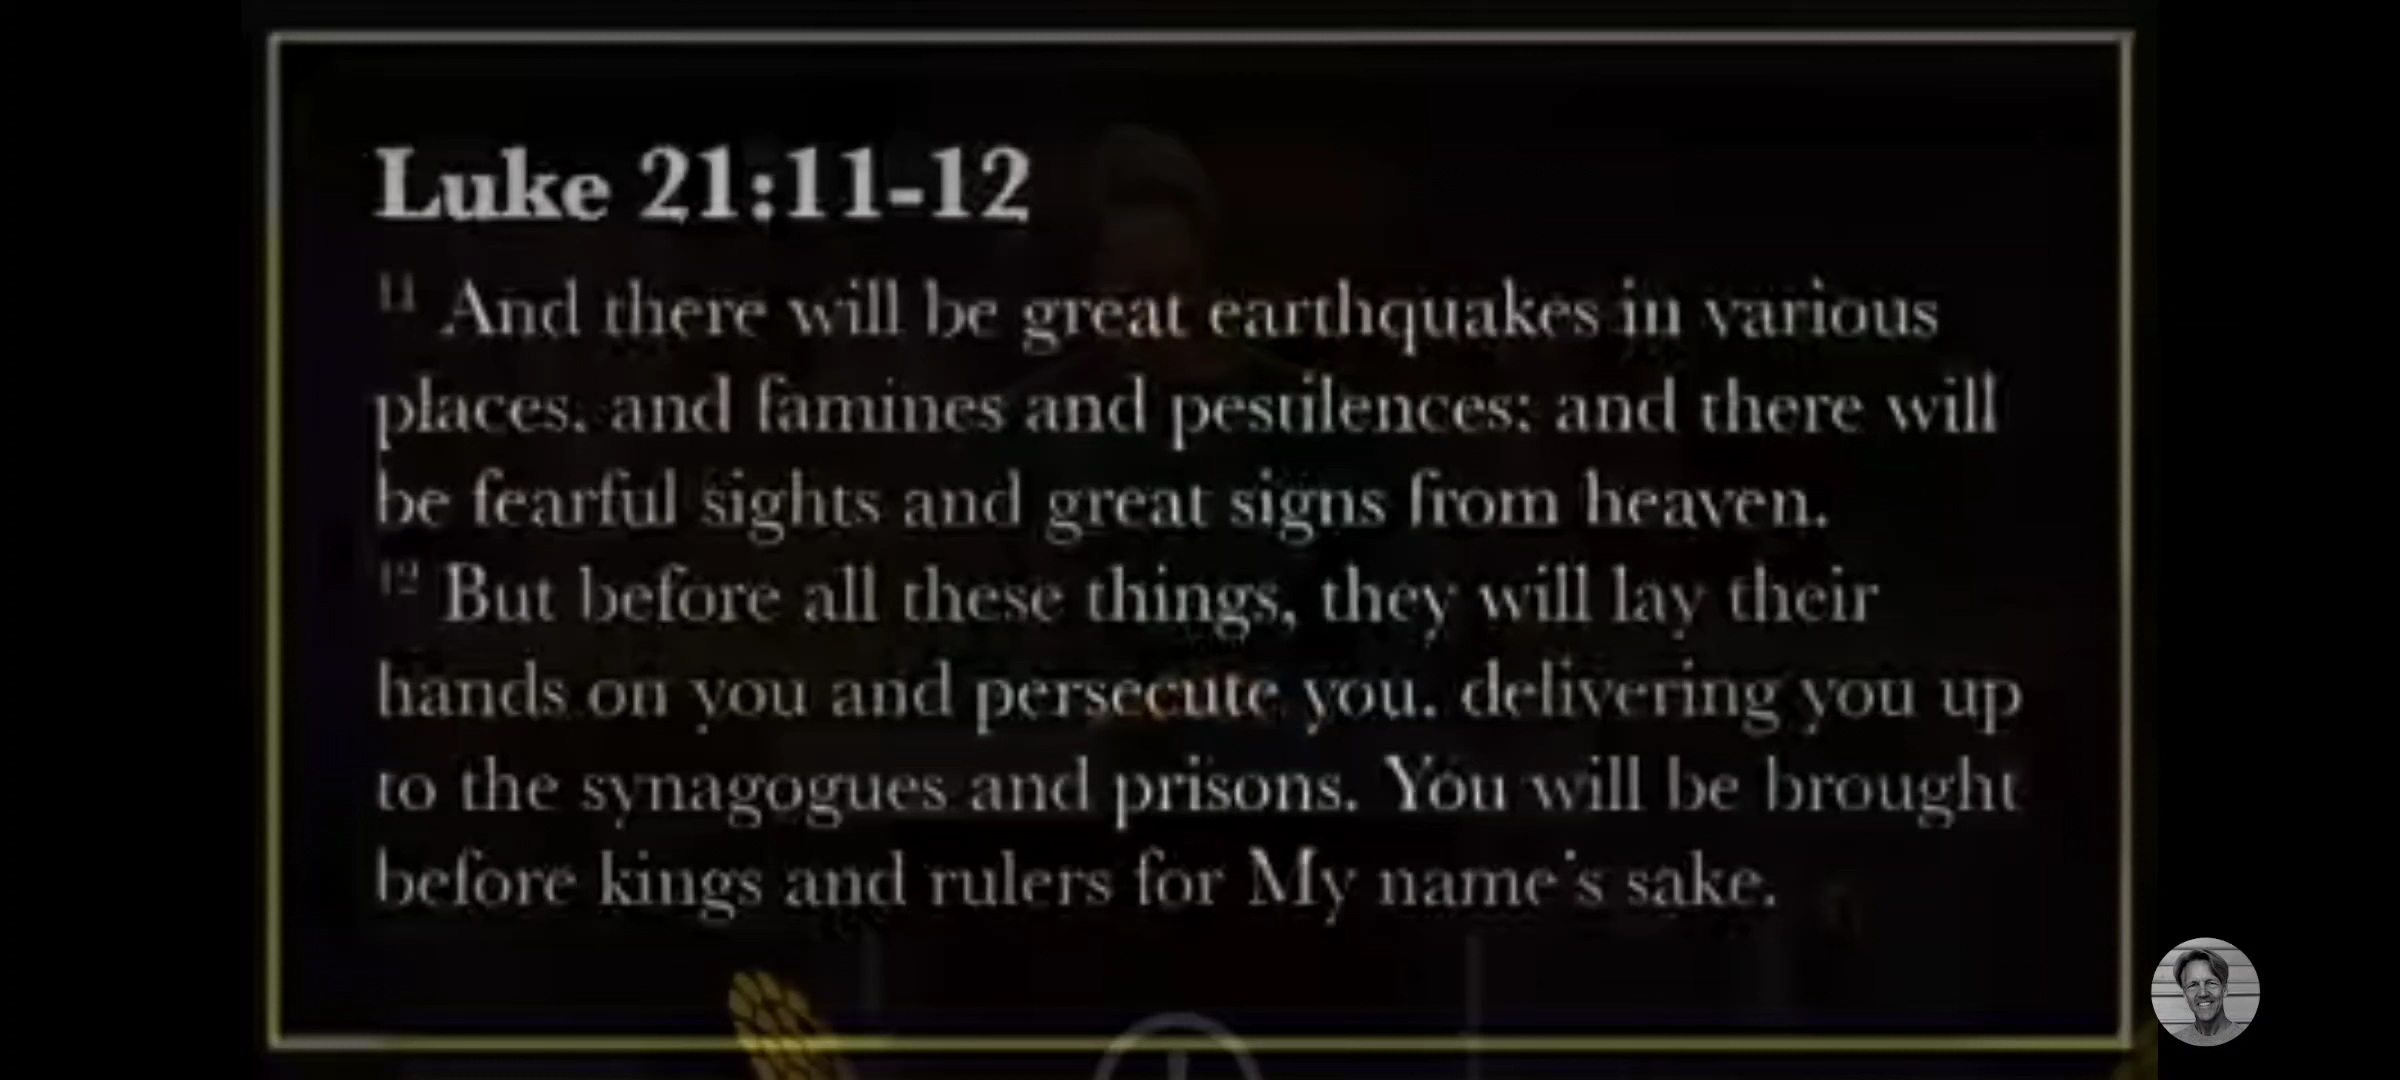 Luke 21:11-12
11 And there will be great earthquakes in various
places, and famines and pestilences; and there will
be fearful sights and great signs from heaven.
12 But before all these things, they will lay their
hands on you and persecute you, delivering you up
to the synagogues and prisons. You will be brought
before kings and rulers for My name's sake.